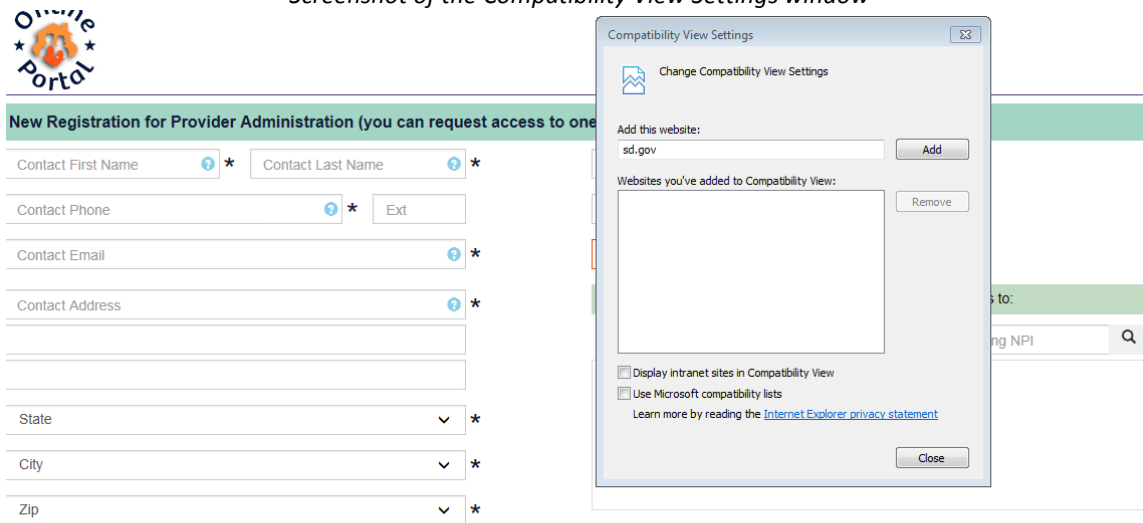 Screenshot of the Compatibility View Settings window
Online
Portal
New Registration for Provider Administration (you can request access to one
Contact First Name ? * Contact Last Name ? *
Contact Phone ? * Ext
Contact Email ? *
Contact Address ? *
State *
City *
Zip *
Compatibility View Settings
Change Compatibility View Settings
Add this website:
sd.gov Add
Websites you've added to Compatibility View:
Remove
Display intranet sites in Compatibility View
Use Microsoft compatibility lists
Learn more by reading the Internet Explorer privacy statement
Close
to:
NPI